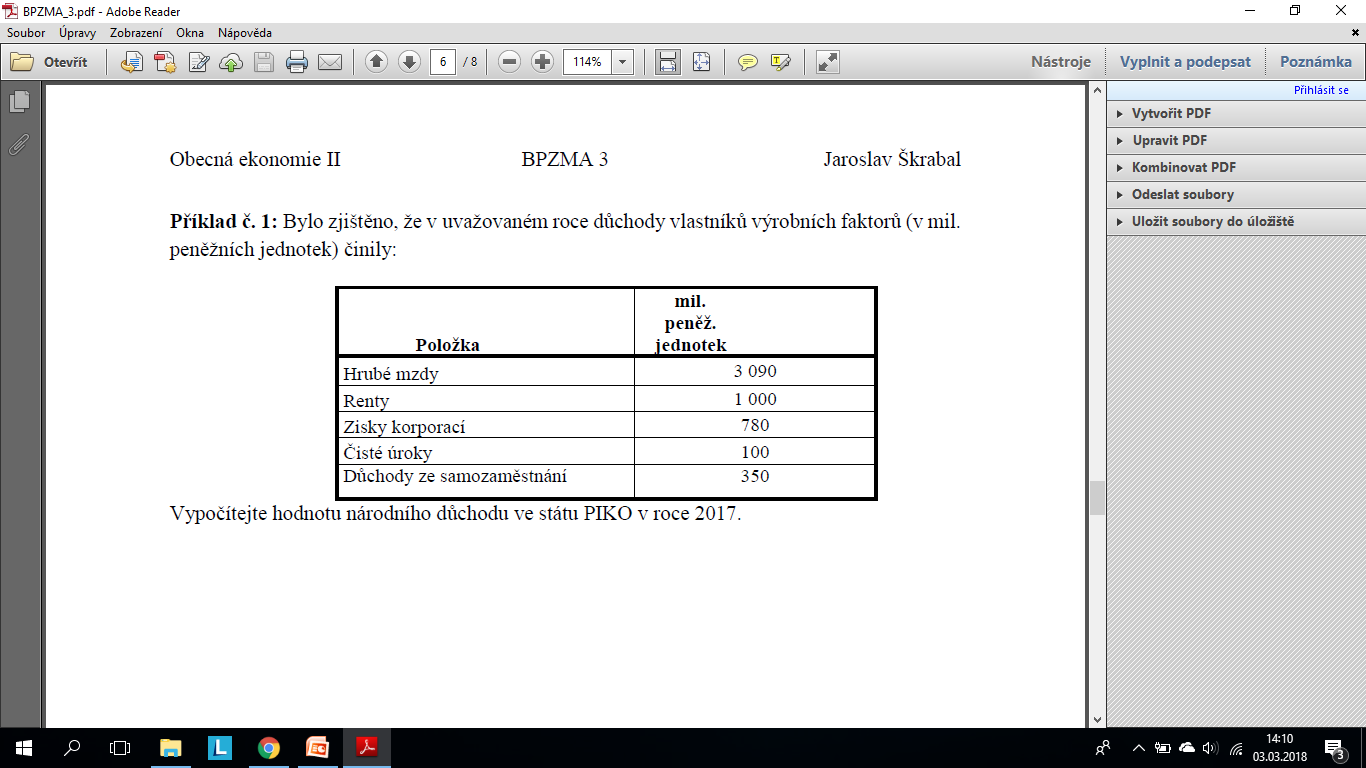 BPZMA_3.pdf - Adobe Reader
Soubor Úpravy Zobrazení Okna Nápověda
Otevřít 6 / 8 114% Nástroje Vyplnit a podepsat Poznámka
Přihlásit se
Vytvořit PDF
Upravit PDF
Kombinovat PDF
Odeslat soubory
Uložit soubory do úložiště
Obecná ekonomie II BPZMA 3 Jaroslav Škrabal
Příklad č. 1: Bylo zjištěno, že v uvažovaném roce důchody vlastníků výrobních faktorů (v mil.
peněžních jednotek) činily:
mil.
peněž.
Položka jednotek
Hrubé mzdy 3 090
Renty 1 000
Zisky korporací 780
Čisté úroky 100
Důchody ze samozaměstnání 350
Vypočítejte hodnotu národního důchodu ve státu PIKO v roce 2017.
L
14:10
03.03.2018
3